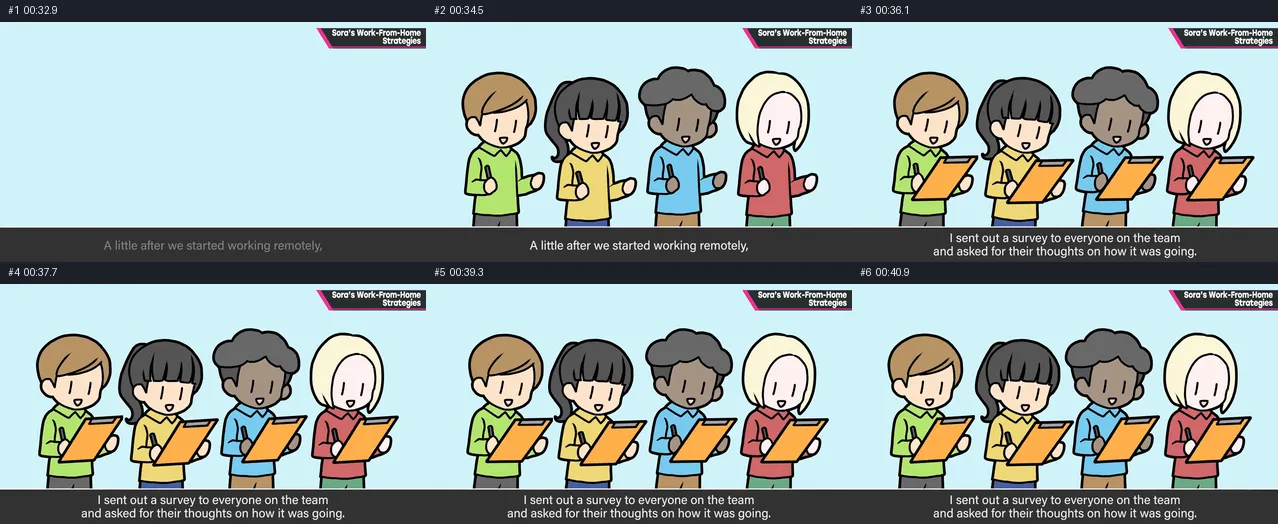 #1 00:32.9
Sora's Work-From-Home
Strategies
A little after we started working remotely,
#2 00:34.5
Sora's Work-From-Home
Strategies
A little after we started working remotely,
#3 00:36.1
Sora's Work-From-Home
Strategies
I sent out a survey to everyone on the team
and asked for their thoughts on how it was going.
#4 00:37.7
Sora's Work-From-Home
Strategies
I sent out a survey to everyone on the team
and asked for their thoughts on how it was going.
#5 00:39.3
Sora's Work-From-Home
Strategies
I sent out a survey to everyone on the team
and asked for their thoughts on how it was going.
#6 00:40.9
Sora's Work-From-Home
Strategies
I sent out a survey to everyone on the team
and asked for their thoughts on how it was going.